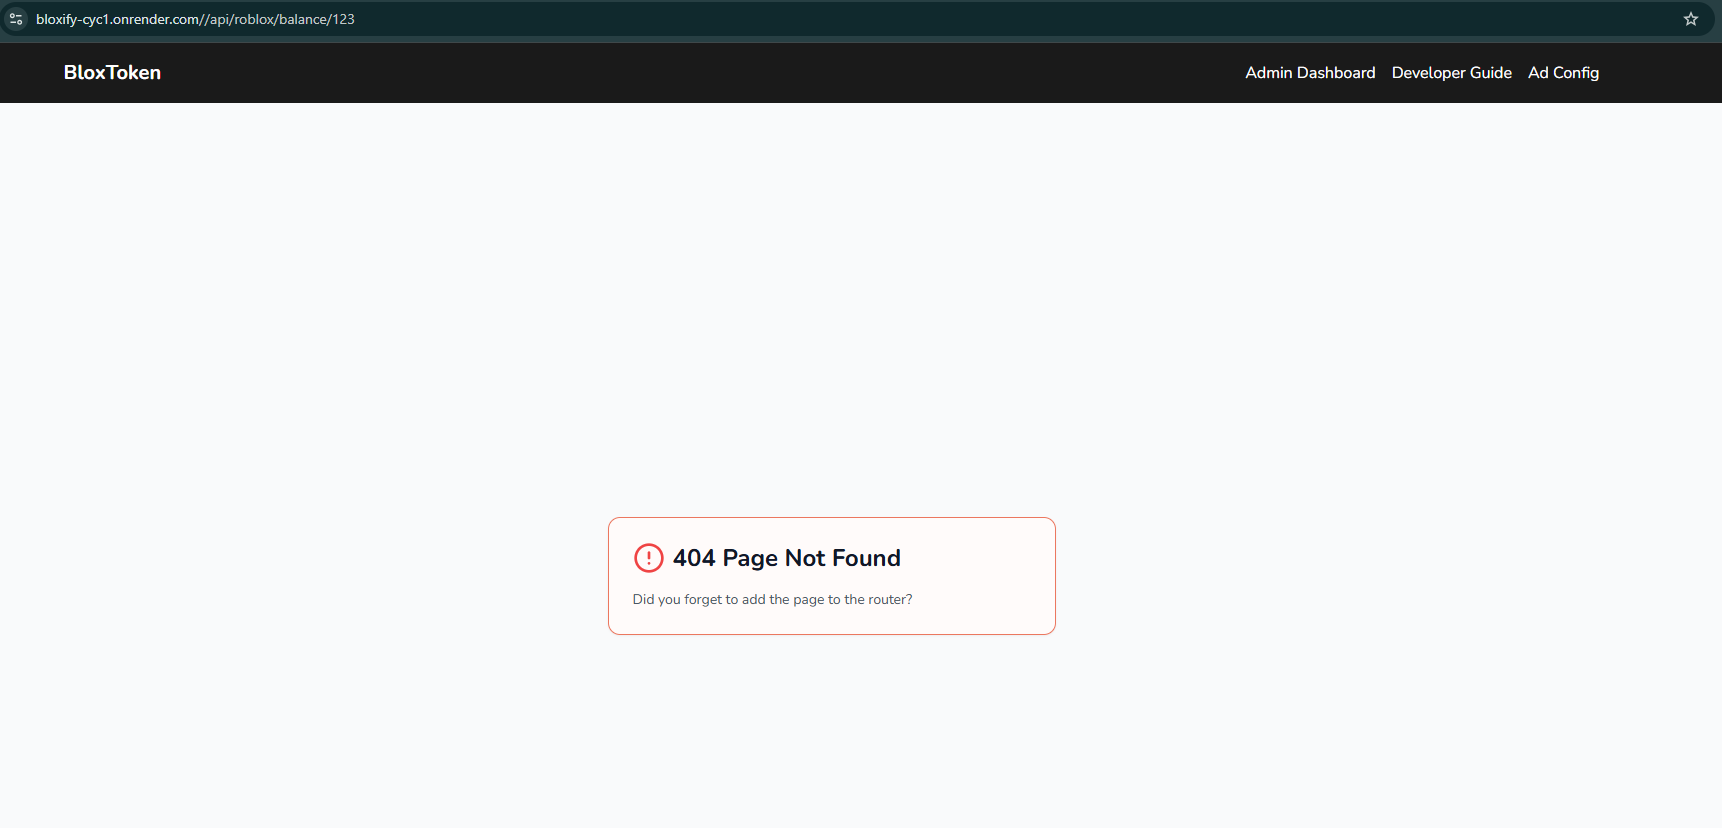 bloxify-cyc1.onrender.com//api/roblox/balance/123
BloxToken
Admin Dashboard Developer Guide Ad Config
404 Page Not Found
Did you forget to add the page to the router?